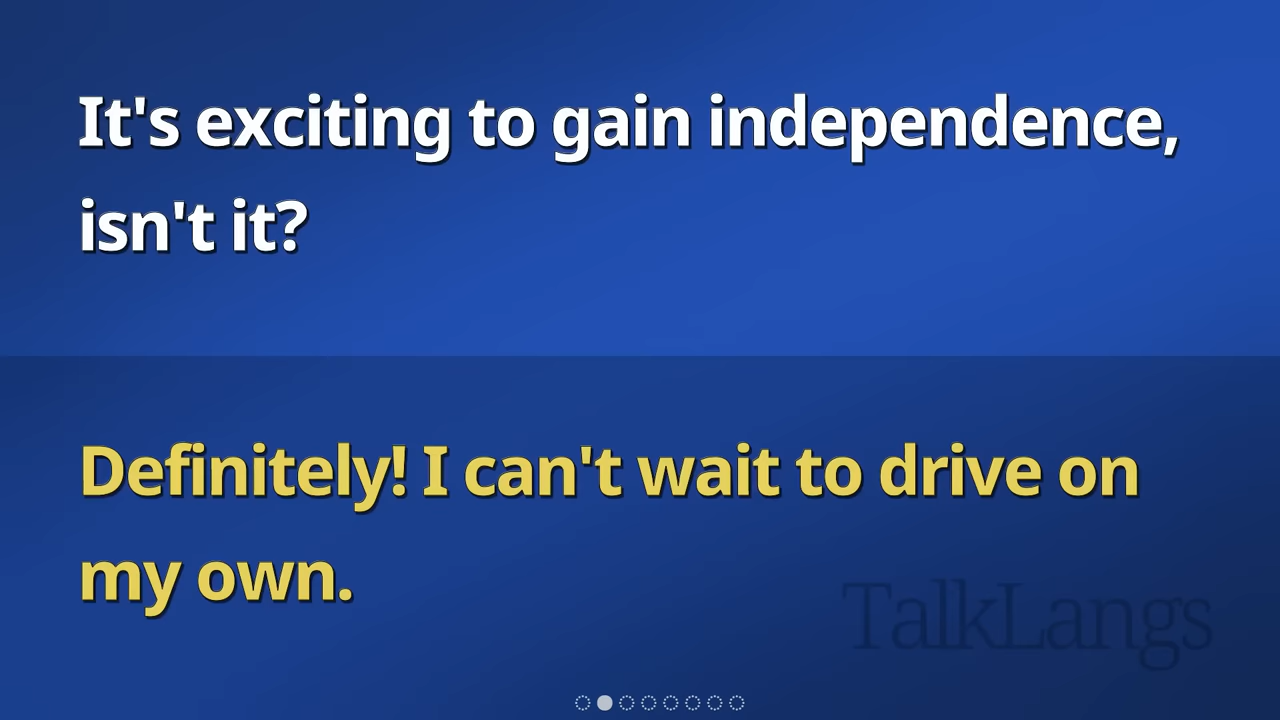 It's exciting to gain independence,
isn't it?
Definitely! I can't wait to drive on
my own.
TalkLangs